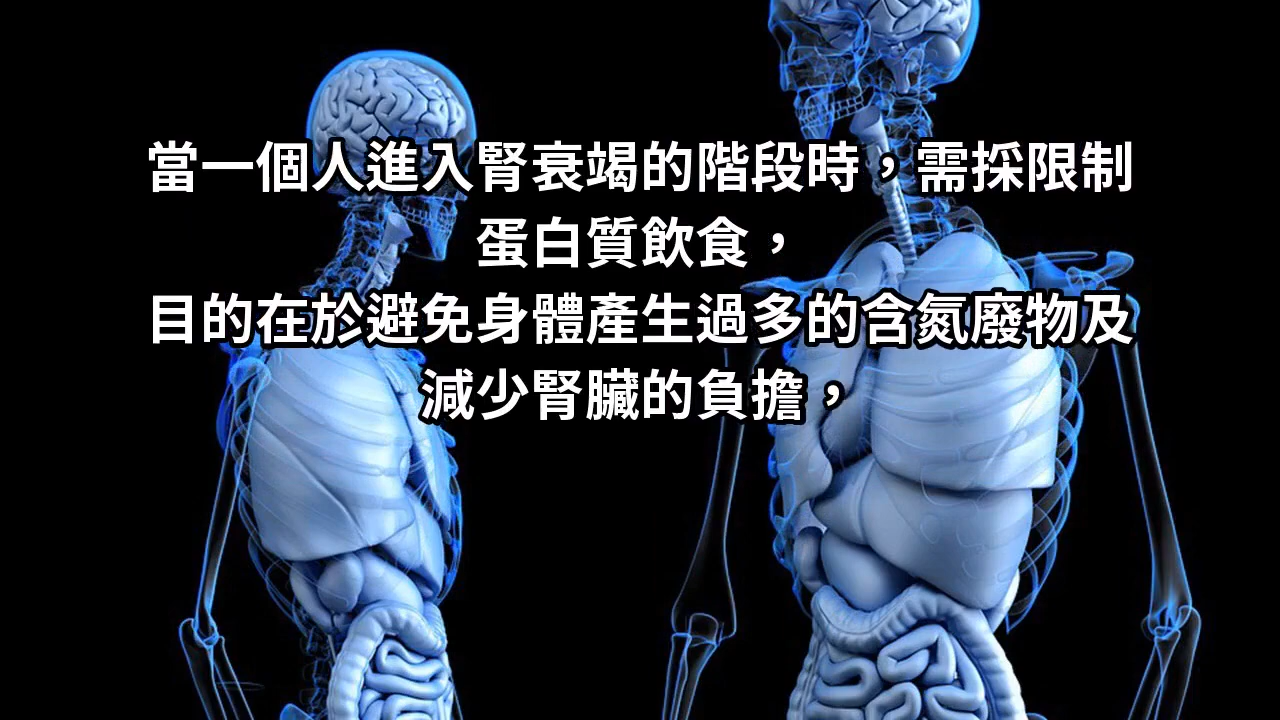 當一個人進入腎衰竭的階段時，需採限制
蛋白質飲食，
目的在於避免身體產生過多的含氮廢物及
減少腎臟的負擔，